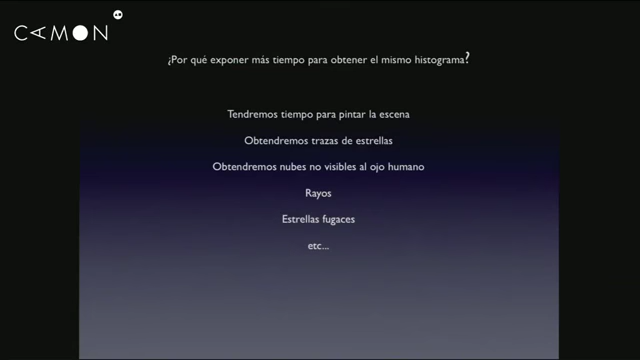 CAMON
¿Por qué exponer más tiempo para obtener el mismo histograma?
Tendremos tiempo para pintar la escena
Obtendremos trazas de estrellas
Obtendremos nubes no visibles al ojo humano
Rayos
Estrellas fugaces
etc...